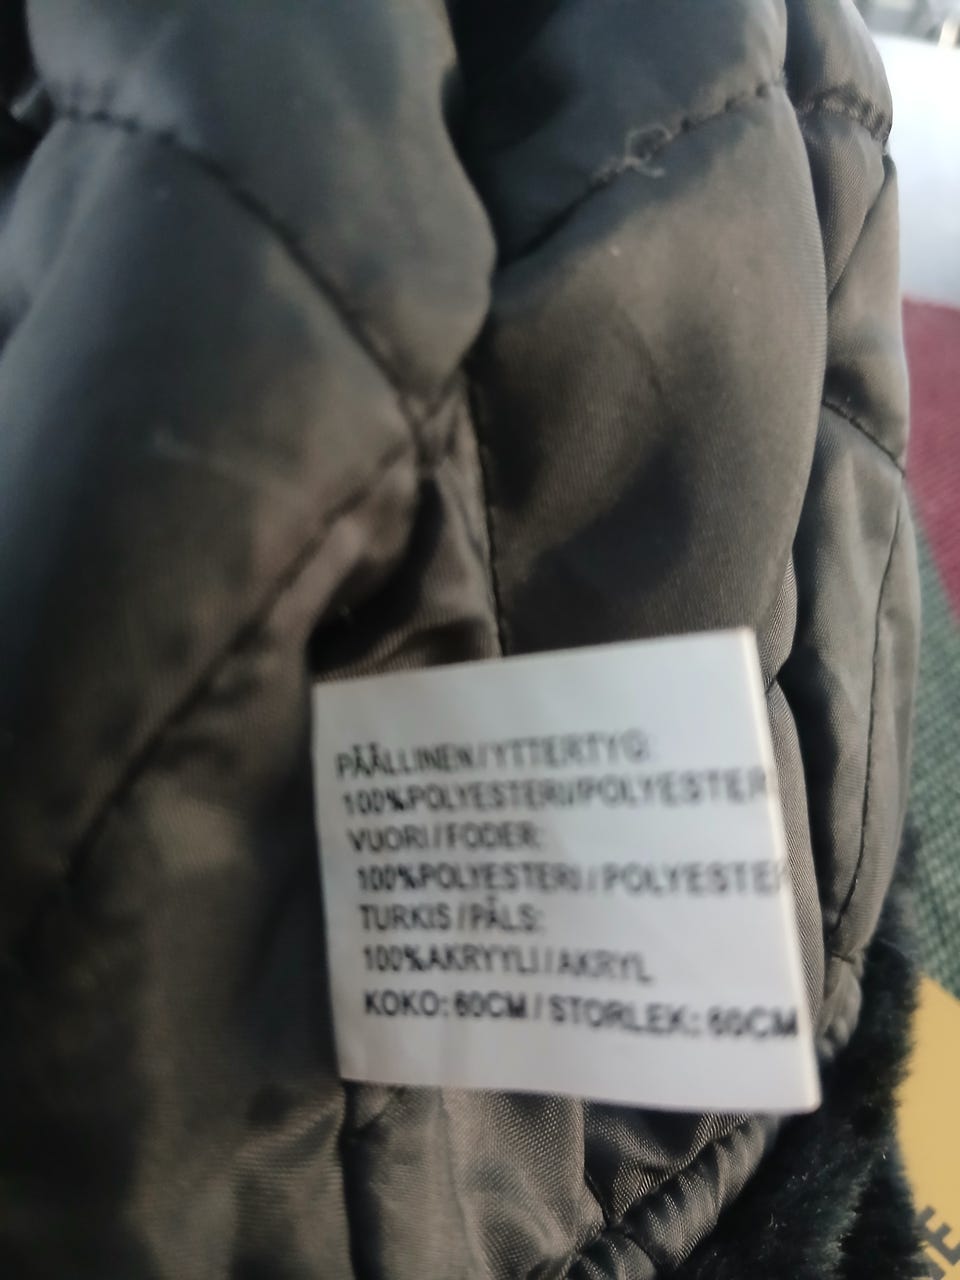 PÄÄLLINEN/YTTERTYG:
100%POLYESTERI/POLYESTER
VUORI/FODER:
100%POLYESTERI/POLYESTER
TURKIS/PÄLS:
100%AKRYYLI/AKRYL
KOKO: 60CM/STORLEK: 60CM